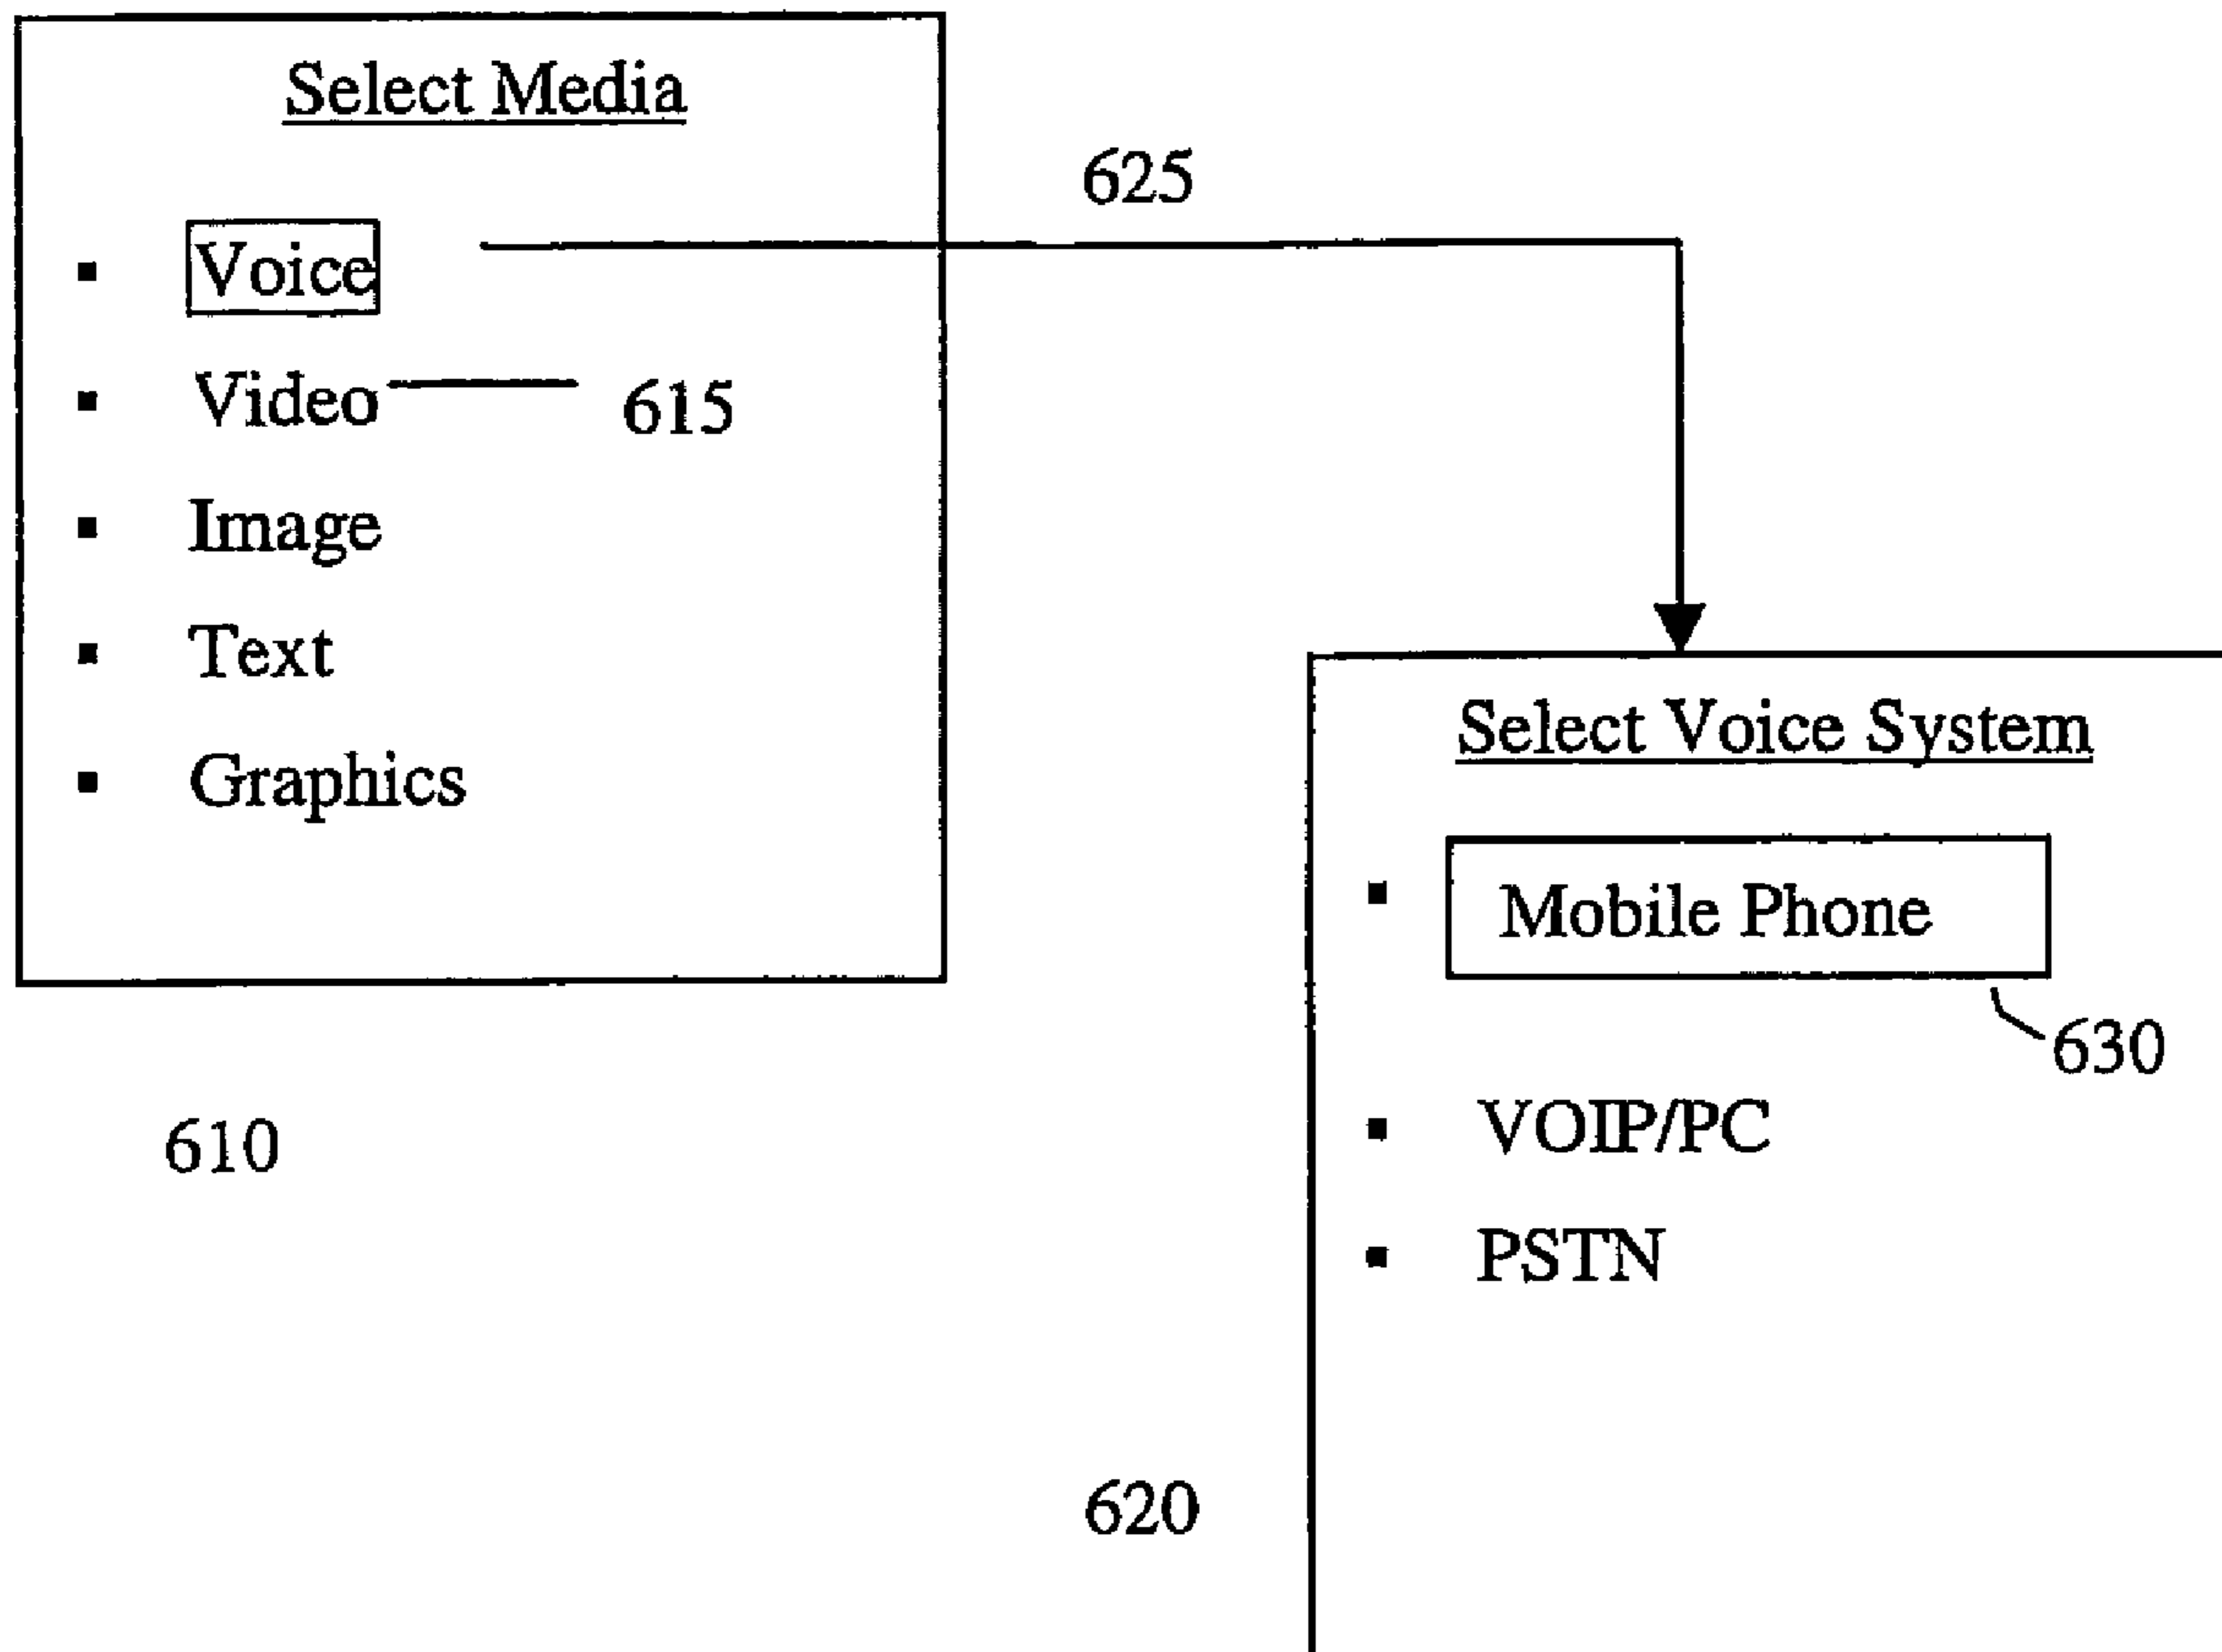 Select Media
625
▪ Voice
▪ Video 615
▪ Image
▪ Text
▪ Graphics
Select Voice System
▪ Mobile Phone
630
▪ VOIP/PC
610
▪ PSTN
620